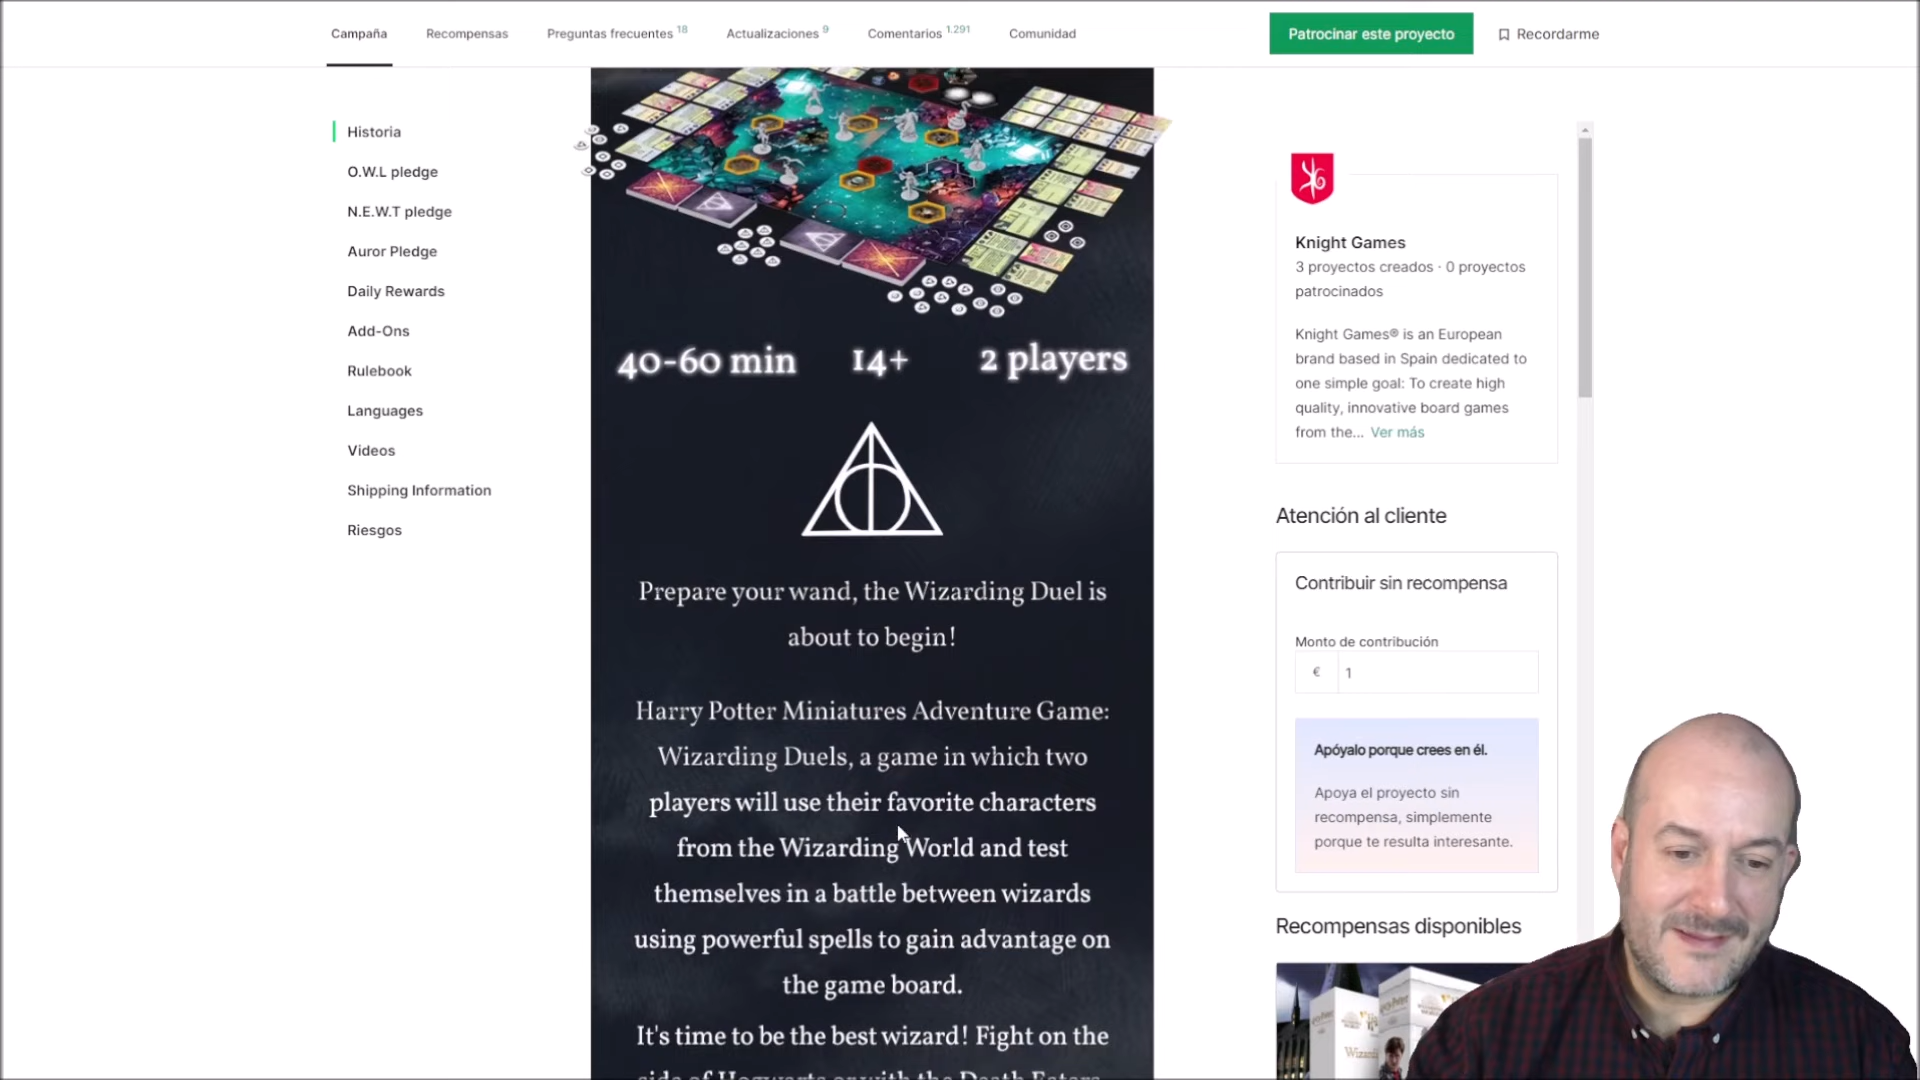 Campaña
Recompensas
Preguntas frecuentes 18
Actualizaciones 9
Comentarios 1.291
Comunidad
Patrocinar este proyecto
Recordarme
Historia
O.W.L pledge
N.E.W.T pledge
Auror Pledge
Daily Rewards
Add-Ons
Rulebook
Languages
Videos
Shipping Information
Riesgos
40-60 min
14+
2 players
Prepare your wand, the Wizarding Duel is
about to begin!
Harry Potter Miniatures Adventure Game:
Wizarding Duels, a game in which two
players will use their favorite characters
from the Wizarding World and test
themselves in a battle between wizards
using powerful spells to gain advantage on
the game board.
It's time to be the best wizard! Fight on the
side of Hogwarts or with the Death Eaters
Knight Games
3 proyectos creados · 0 proyectos
patrocinados
Knight Games® is an European
brand based in Spain dedicated to
one simple goal: To create high
quality, innovative board games
from the... Ver más
Atención al cliente
Contribuir sin recompensa
Monto de contribución
€ 1
Apóyalo porque crees en él.
Apoya el proyecto sin
recompensa, simplemente
porque te resulta interesante.
Recompensas disponibles